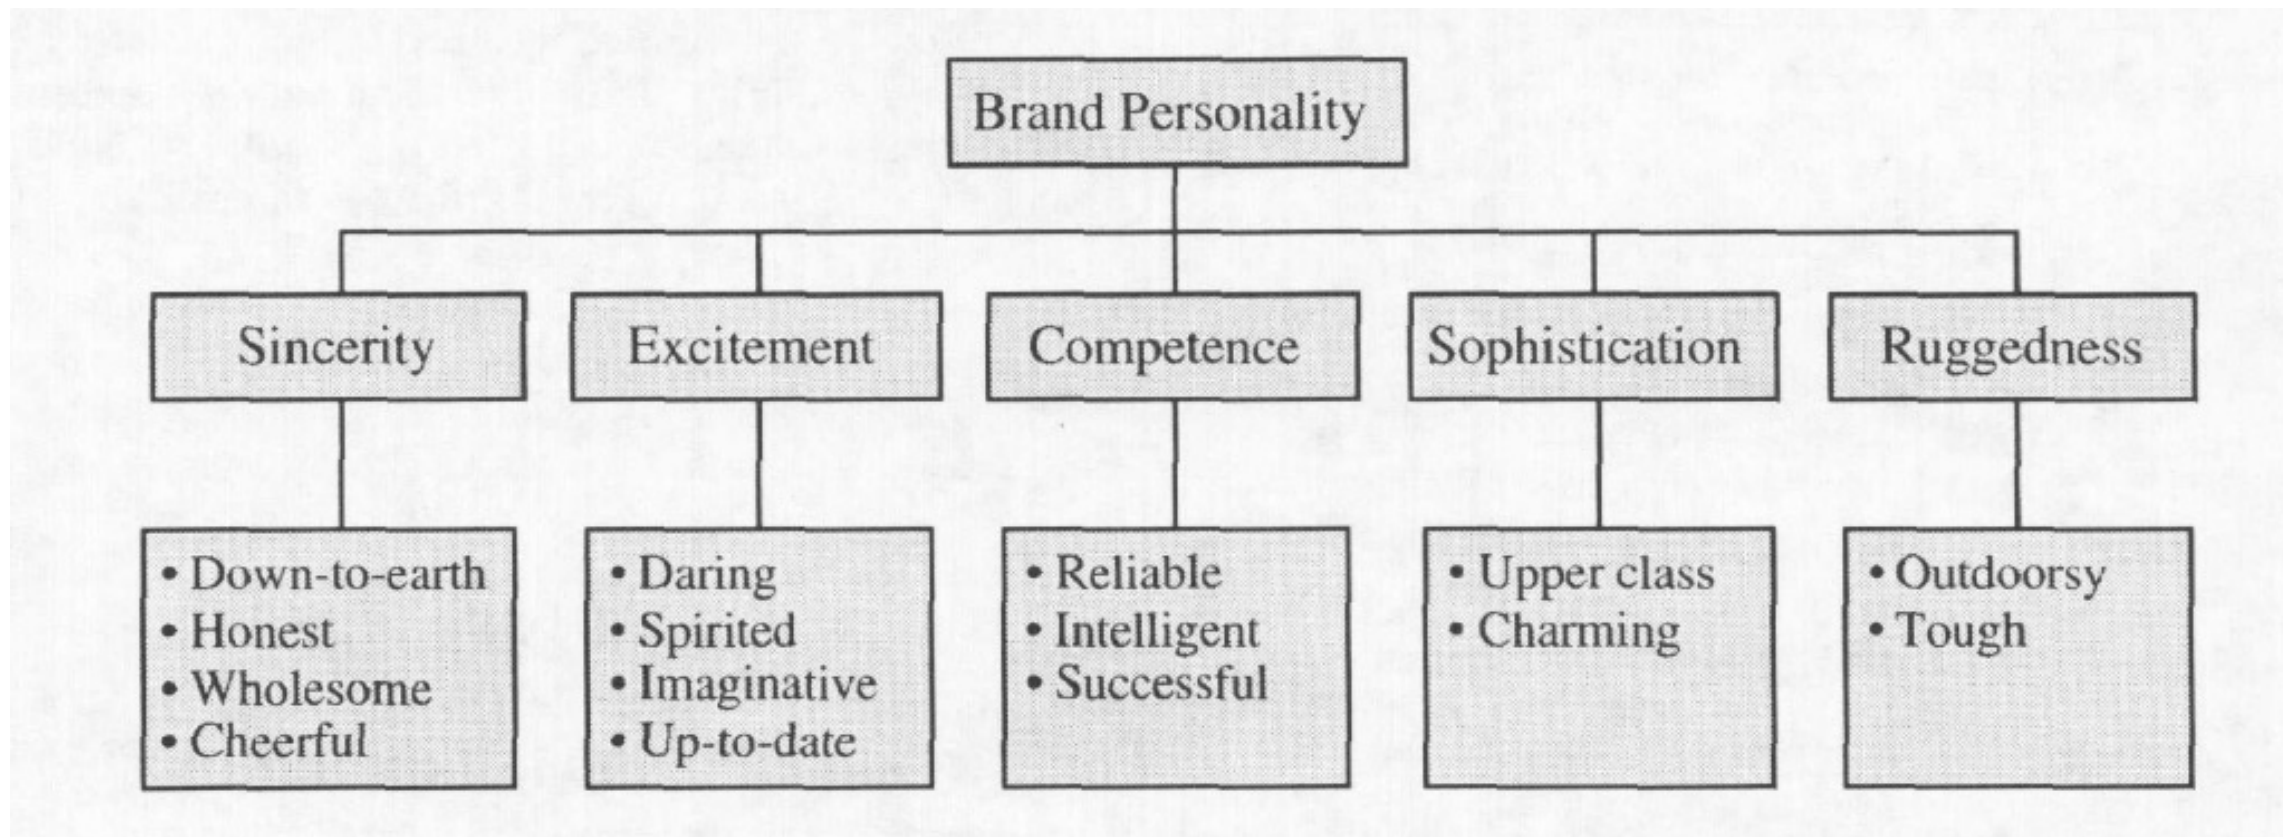 Brand Personality
Sincerity
Excitement
Competence
Sophistication
Ruggedness
• Down-to-earth
• Honest
• Wholesome
• Cheerful
• Daring
• Spirited
• Imaginative
• Up-to-date
• Reliable
• Intelligent
• Successful
• Upper class
• Charming
• Outdoorsy
• Tough